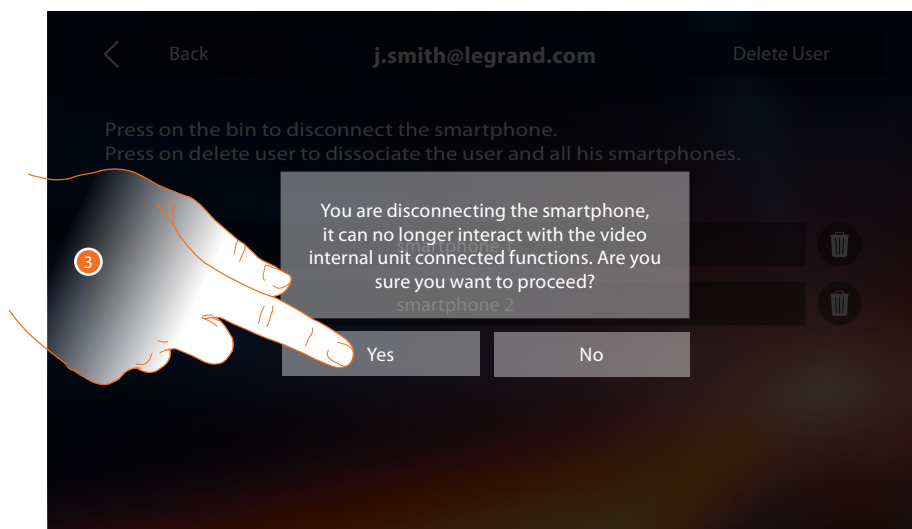 Back
j.smith@legrand.com
Delete User
Press on the bin to disconnect the smartphone.
Press on delete user to dissociate the user and all his smartphones.
You are disconnecting the smartphone,
it can no longer interact with the video
internal unit connected functions. Are you
sure you want to proceed?
smartphone 1
smartphone 2
3
Yes
No